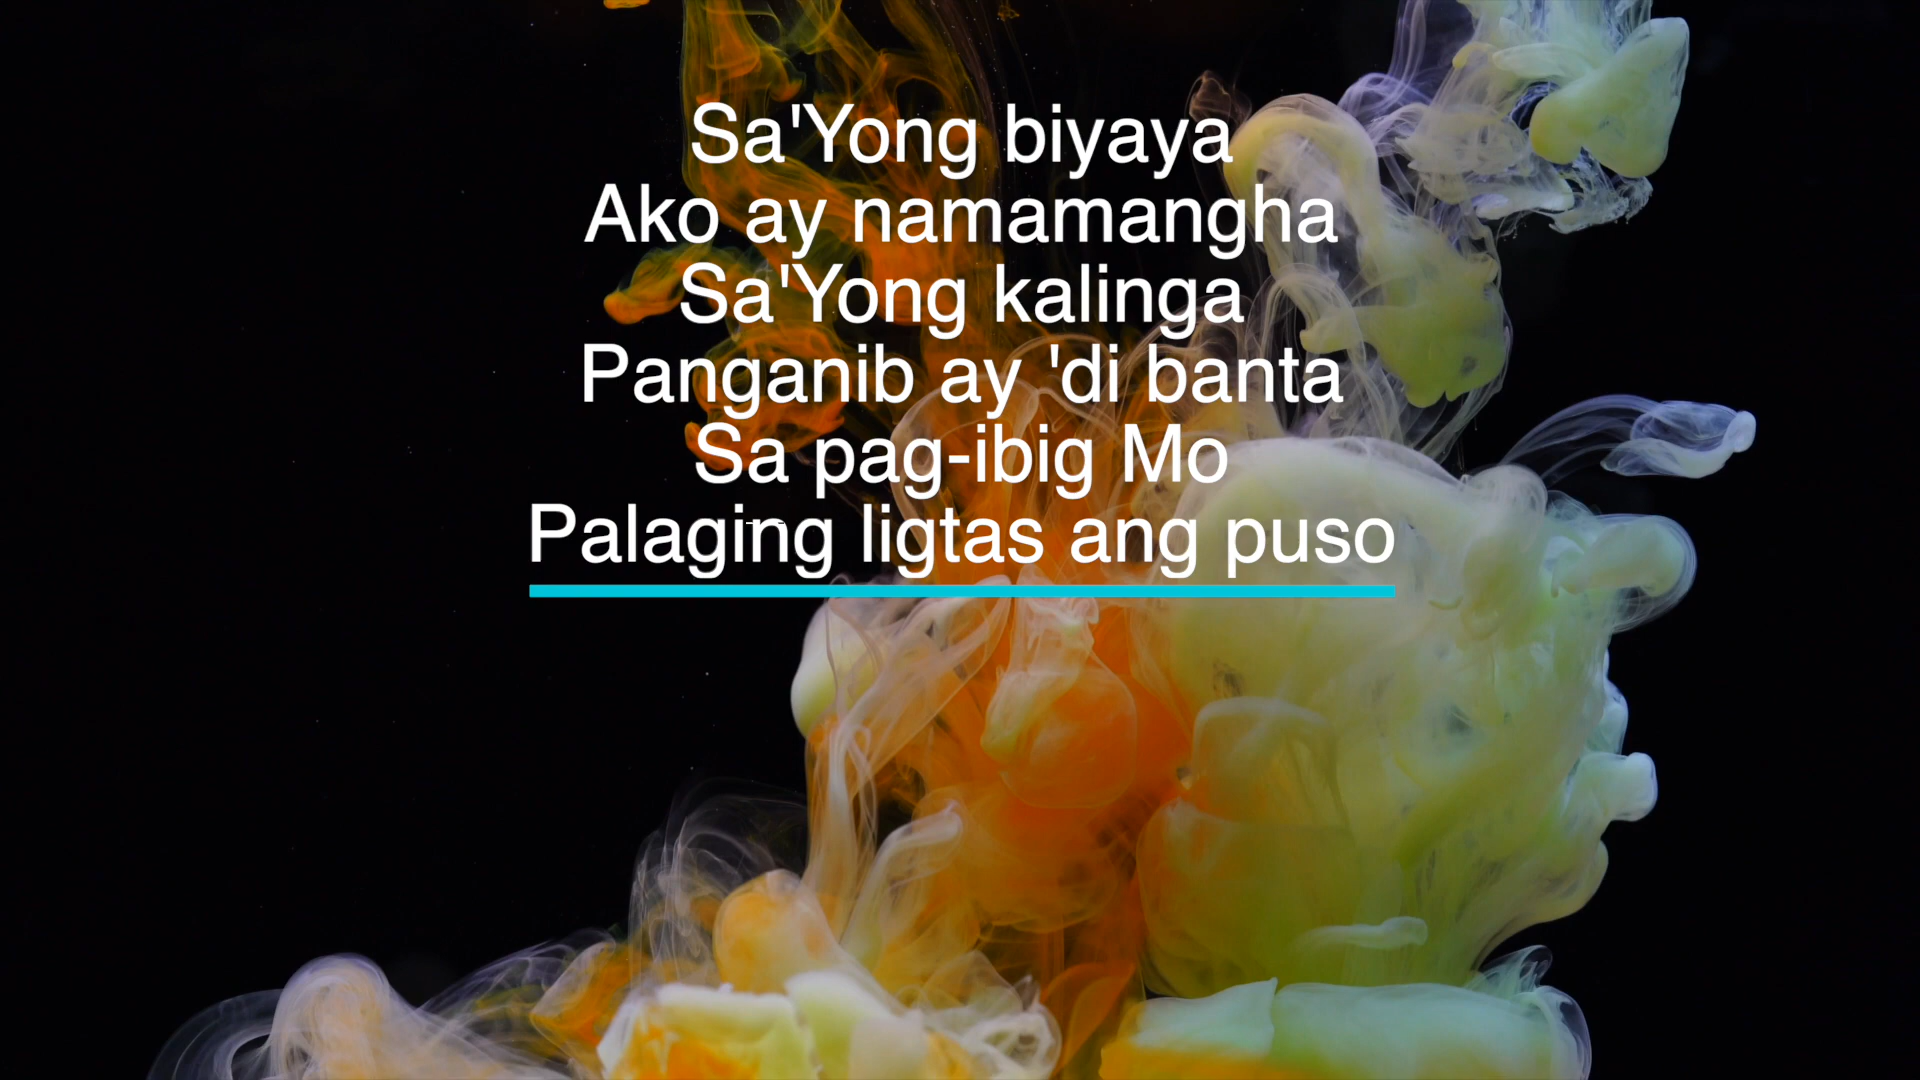 Sa'Yong biyaya
Ako ay namamangha
Sa'Yong kalinga
Panganib ay 'di banta
Sa pag-ibig Mo
Palaging ligtas ang puso